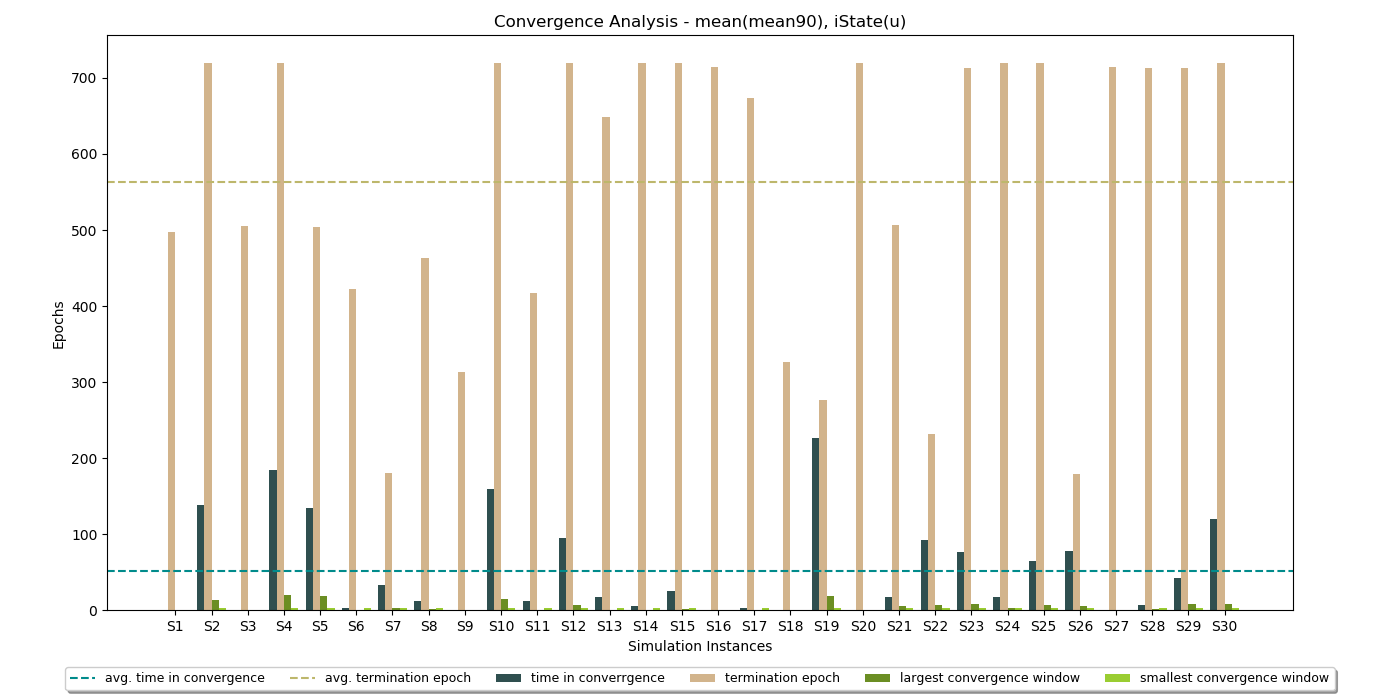 Convergence Analysis - mean(mean90), iState(u)
700
600
500
400
300
200
100
0
Epochs
S1 S2 S3 S4 S5 S6 S7 S8 S9 S10 S11 S12 S13 S14 S15 S16 S17 S18 S19 S20 S21 S22 S23 S24 S25 S26 S27 S28 S29 S30
Simulation Instances
avg. time in convergence avg. termination epoch time in converrgence termination epoch largest convergence window smallest convergence window